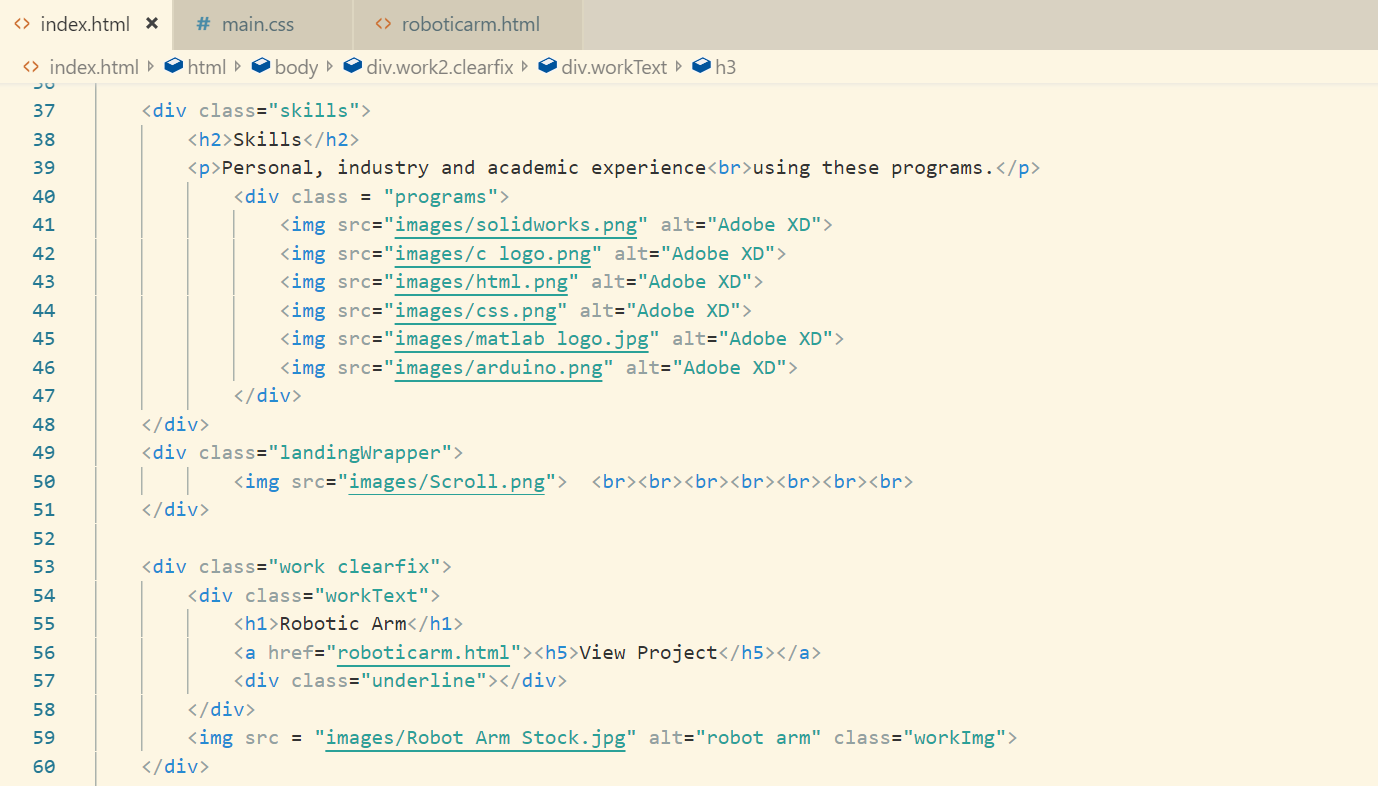 index.html × # main.css roboticarm.html
index.html html body div.work2.clearfix div.workText h3
36
37 <div class="skills">
38 <h2>Skills</h2>
39 <p>Personal, industry and academic experience<br>using these programs.</p>
40 <div class = "programs">
41 <img src="images/solidworks.png" alt="Adobe XD">
42 <img src="images/c logo.png" alt="Adobe XD">
43 <img src="images/html.png" alt="Adobe XD">
44 <img src="images/css.png" alt="Adobe XD">
45 <img src="images/matlab logo.jpg" alt="Adobe XD">
46 <img src="images/arduino.png" alt="Adobe XD">
47 </div>
48 </div>
49 <div class="landingWrapper">
50 <img src="images/Scroll.png"> <br><br><br><br><br><br><br>
51 </div>
52
53 <div class="work clearfix">
54 <div class="workText">
55 <h1>Robotic Arm</h1>
56 <a href="roboticarm.html"><h5>View Project</h5></a>
57 <div class="underline"></div>
58 </div>
59 <img src = "images/Robot Arm Stock.jpg" alt="robot arm" class="workImg">
60 </div>